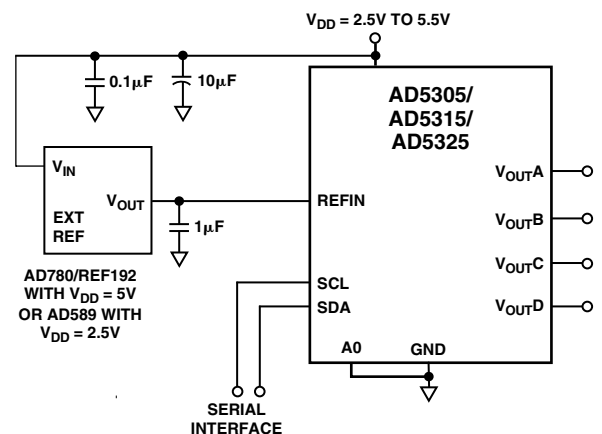 V_DD = 2.5V TO 5.5V
0.1μF
10μF
AD5305/
AD5315/
AD5325
V_IN
V_OUT
EXT
REF
1μF
REFIN
V_OUTA
V_OUTB
V_OUTC
V_OUTD
AD780/REF192
WITH V_DD = 5V
OR AD589 WITH
V_DD = 2.5V
SCL
SDA
A0
GND
SERIAL
INTERFACE